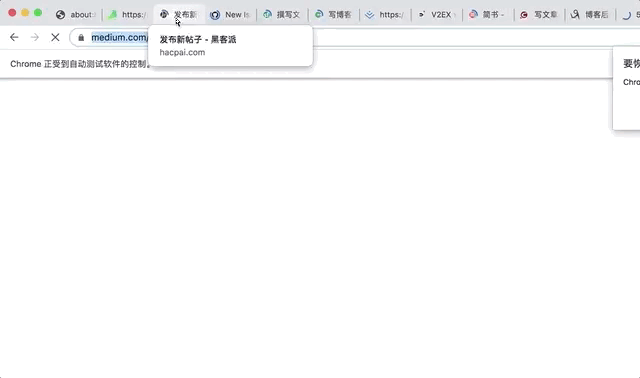 about:
https:/
发布新
New Is
撰写文
写博客
https:/
V2EX
简书 -
写文章
博客后
medium.com/
发布新帖子 - 黑客派
hacpai.com
Chrome 正受到自动测试软件的控制。
要恢
Chro